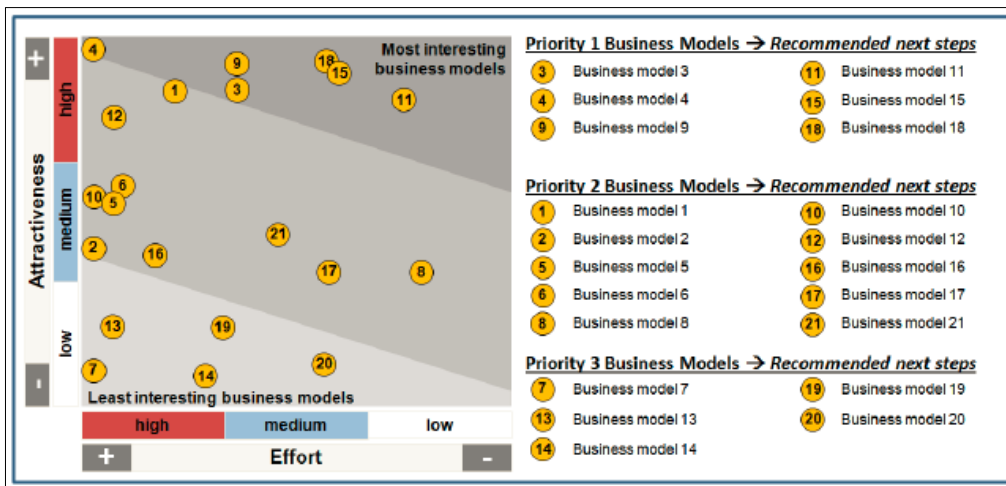 +
Attractiveness
-
high
medium
low
Most interesting
business models
4
9
18
15
1
3
11
12
6
10
5
2
21
16
17
8
13
19
20
7
14
Least interesting business models
high
medium
low
+
Effort
-
Priority 1 Business Models → Recommended next steps
3 Business model 3
11 Business model 11
4 Business model 4
15 Business model 15
9 Business model 9
18 Business model 18
Priority 2 Business Models → Recommended next steps
1 Business model 1
10 Business model 10
2 Business model 2
12 Business model 12
5 Business model 5
16 Business model 16
6 Business model 6
17 Business model 17
8 Business model 8
21 Business model 21
Priority 3 Business Models → Recommended next steps
7 Business model 7
19 Business model 19
13 Business model 13
20 Business model 20
14 Business model 14